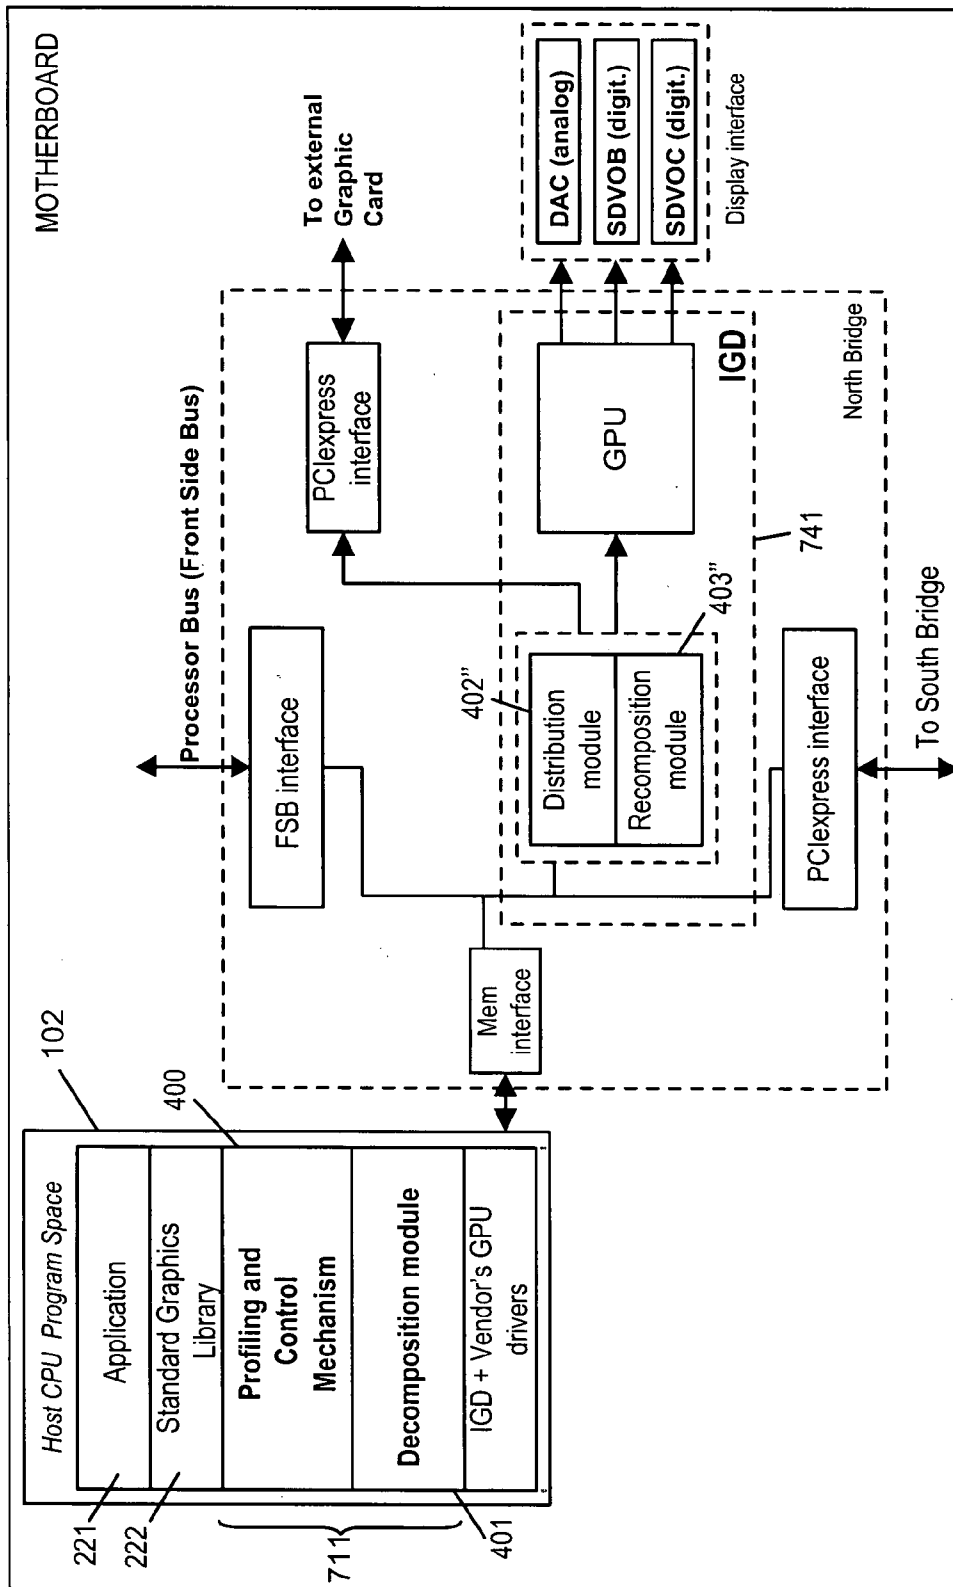 MOTHERBOARD
Host CPU Program Space
102
Application
221
Standard Graphics
Library
222
400
Profiling and
Control
Mechanism
711
Decomposition module
401
IGD + Vendor's GPU
drivers
Processor Bus (Front Side Bus)
FSB interface
PCIexpress
interface
To external
Graphic
Card
Mem
interface
402"
Distribution
module
Recomposition
module
403"
GPU
IGD
741
DAC (analog)
SDVOB (digit.)
SDVOC (digit.)
Display interface
North Bridge
PCIexpress interface
To South Bridge